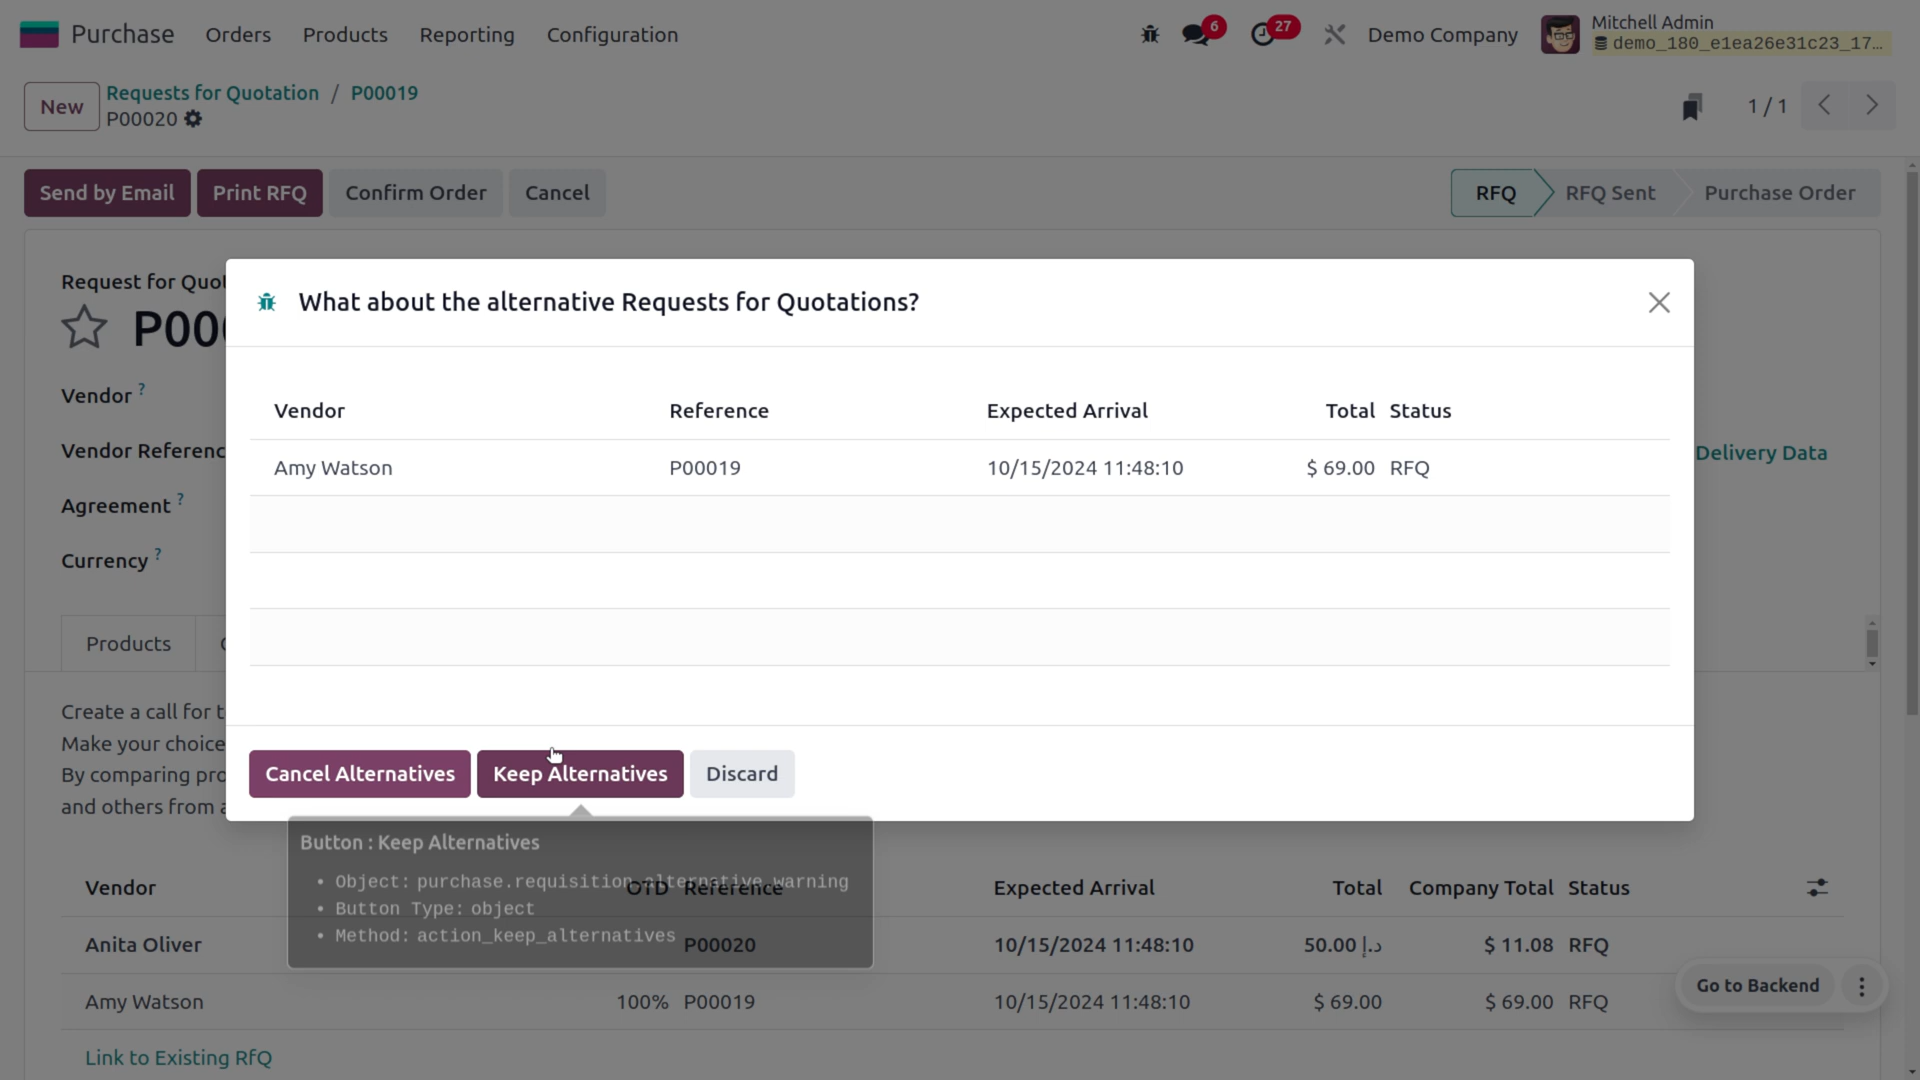 Purchase Orders Products Reporting Configuration 6 27 Demo Company Mitchell Admin
demo_180_e1ea26e31c23_17...
New Requests for Quotation / P00019
P00020 1 / 1
Send by Email Print RFQ Confirm Order Cancel RFQ RFQ Sent Purchase Order
Request for Quot
P00
What about the alternative Requests for Quotations?
Vendor ?
Vendor Referenc
Agreement ?
Currency ?
Delivery Data
Vendor Reference Expected Arrival Total Status
Amy Watson P00019 10/15/2024 11:48:10 $ 69.00 RFQ
Products
Create a call for t
Make your choice
By comparing pro
and others from a
Cancel Alternatives Keep Alternatives Discard
Button : Keep Alternatives
• Object: purchase.requisition.alternative.warning
• Button Type: object
• Method: action_keep_alternatives
Vendor OTD Reference Expected Arrival Total Company Total Status
Anita Oliver P00020 10/15/2024 11:48:10 50.00 د.إ $ 11.08 RFQ
Amy Watson 100% P00019 10/15/2024 11:48:10 $ 69.00 $ 69.00 RFQ
Go to Backend
Link to Existing RfQ